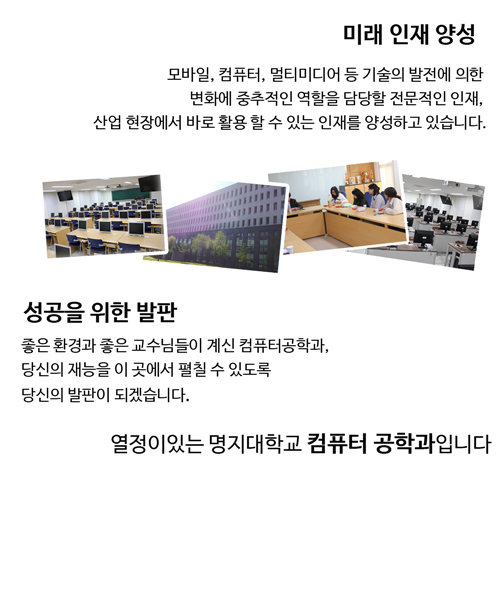 미래 인재 양성
모바일, 컴퓨터, 멀티미디어 등 기술의 발전에 의한
변화에 중추적인 역할을 담당할 전문적인 인재,
산업 현장에서 바로 활용 할 수 있는 인재를 양성하고 있습니다.
성공을 위한 발판
좋은 환경과 좋은 교수님들이 계신 컴퓨터공학과,
당신의 재능을 이 곳에서 펼칠 수 있도록
당신의 발판이 되겠습니다.
열정이있는 명지대학교 컴퓨터 공학과입니다